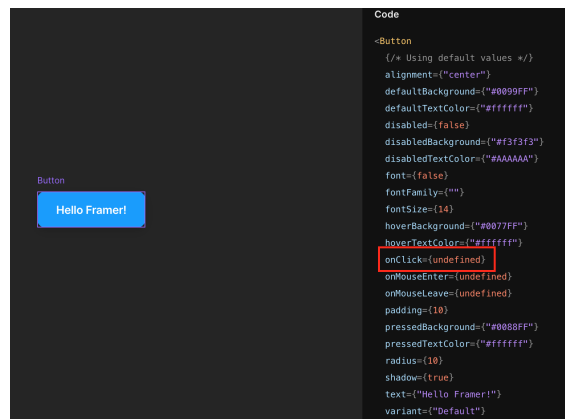 Button
Hello Framer!
Code
<Button
{/* Using default values */}
alignment={"center"}
defaultBackground={"#0099FF"}
defaultTextColor={"#ffffff"}
disabled={false}
disabledBackground={"#f3f3f3"}
disabledTextColor={"#AAAAAA"}
font={false}
fontFamily={""}
fontSize={14}
hoverBackground={"#0077FF"}
hoverTextColor={"#ffffff"}
onClick={undefined}
onMouseEnter={undefined}
onMouseLeave={undefined}
padding={10}
pressedBackground={"#0088FF"}
pressedTextColor={"#ffffff"}
radius={10}
shadow={true}
text={"Hello Framer!"}
variant={"Default"}